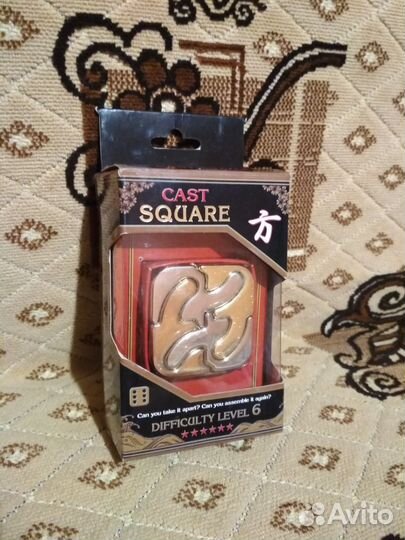 CAST
SQUARE
方
Can you take it apart? Can you assemble it again?
DIFFICULTY LEVEL 6
Avito